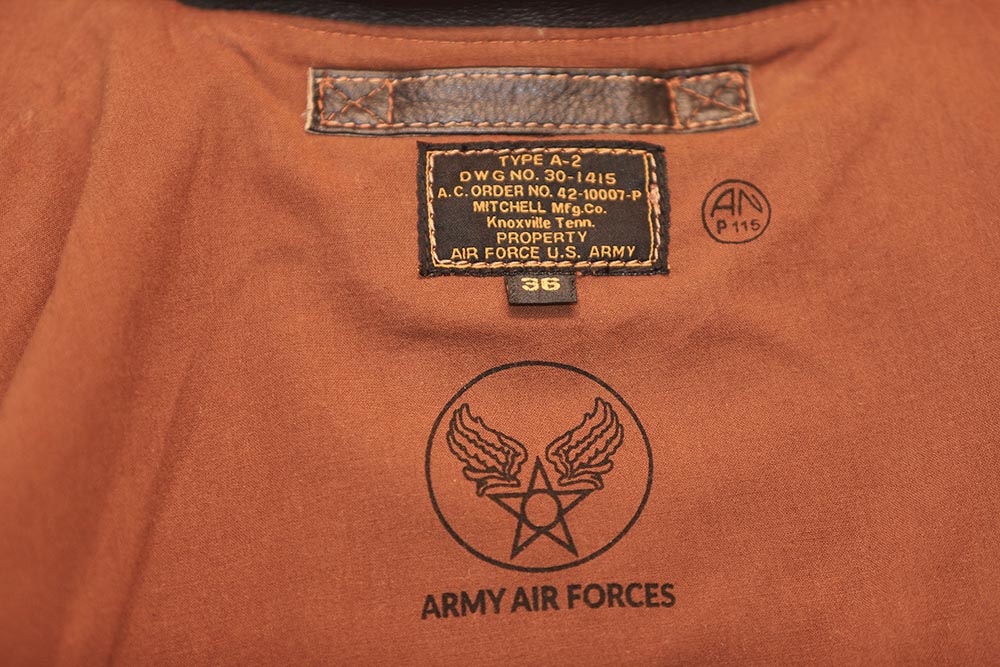 TYPE A-2
DWG NO. 30-1415
A.C. ORDER NO. 42-10007-P
MITCHELL Mfg.Co.
Knoxville Tenn.
PROPERTY
AIR FORCE U.S. ARMY
36
AN
P 115
ARMY AIR FORCES